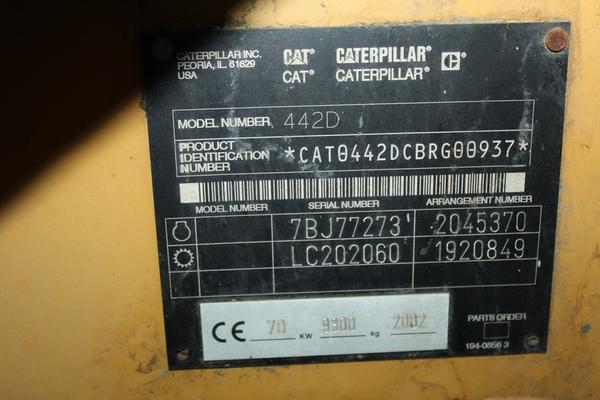 CATERPILLAR INC.
PEORIA, IL. 61629
USA
CAT® CATERPILLAR® C
CAT® CATERPILLAR®
MODEL NUMBER 442D
PRODUCT
IDENTIFICATION
NUMBER
*CAT0442DCBRG00937*
MODEL NUMBER SERIAL NUMBER ARRANGEMENT NUMBER
7BJ77273 2045370
LC202060 1920849
CE 70 KW 9300 kg 2002
PARTS ORDER
194-0856 3